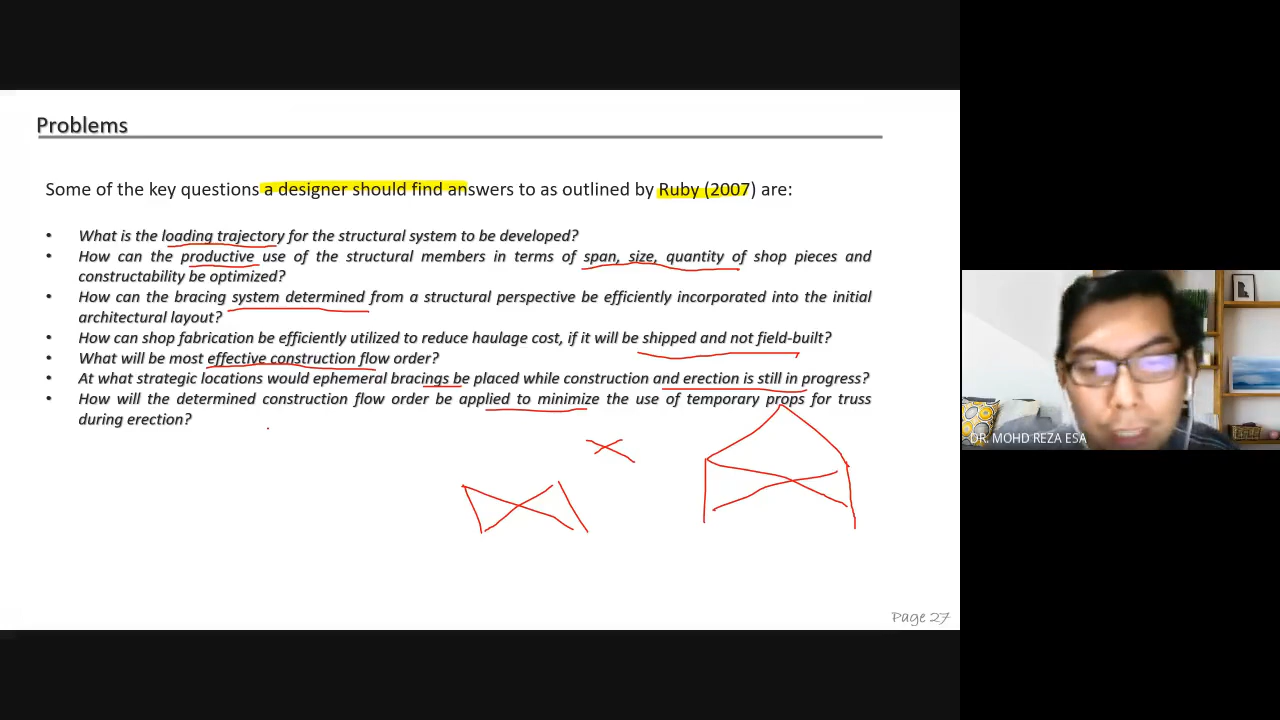 Problems
Some of the key questions a designer should find answers to as outlined by Ruby (2007) are:
• What is the loading trajectory for the structural system to be developed?
• How can the productive use of the structural members in terms of span, size, quantity of shop pieces and
constructability be optimized?
• How can the bracing system determined from a structural perspective be efficiently incorporated into the initial
architectural layout?
• How can shop fabrication be efficiently utilized to reduce haulage cost, if it will be shipped and not field-built?
• What will be most effective construction flow order?
• At what strategic locations would ephemeral bracings be placed while construction and erection is still in progress?
• How will the determined construction flow order be applied to minimize the use of temporary props for truss
during erection?
DR. MOHD REZA ESA
Page 27